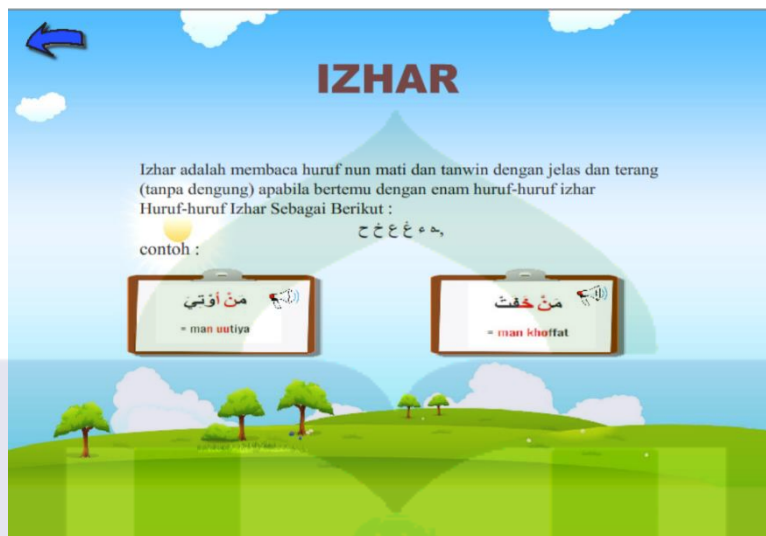 IZHAR
Izhar adalah membaca huruf nun mati dan tanwin dengan jelas dan terang
(tanpa dengung) apabila bertemu dengan enam huruf-huruf izhar
Huruf-huruf Izhar Sebagai Berikut :
ح خ ع غ ء ه,
contoh :
مَنْ أُوْتِيَ
= man uutiya
مَنْ خَفَّتْ
= man khoffat